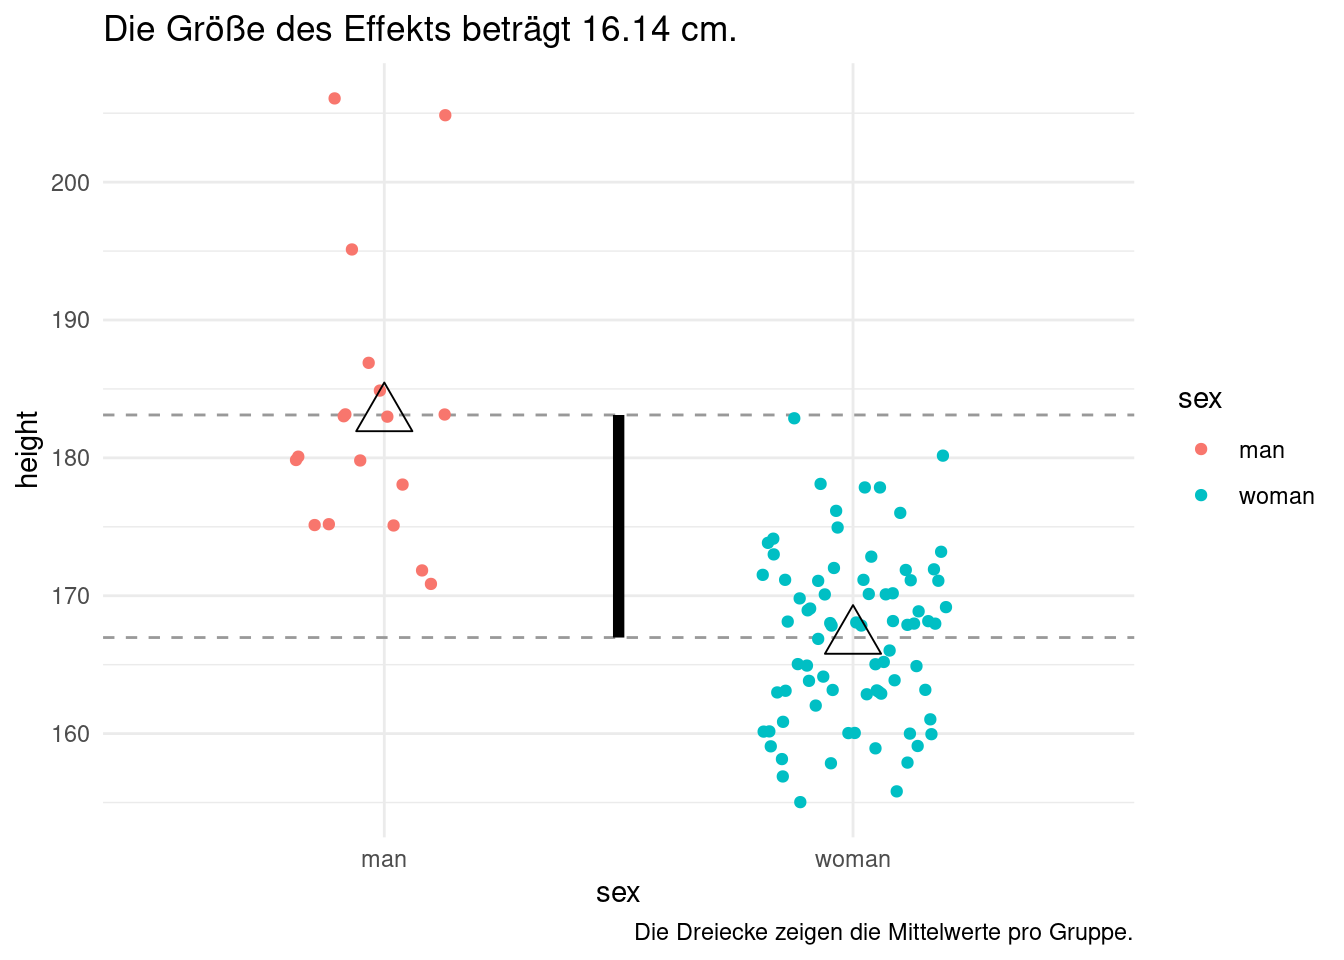 Die Größe des Effekts beträgt 16.14 cm.
height
200
190
180
170
160
man
woman
sex
sex
man
woman
Die Dreiecke zeigen die Mittelwerte pro Gruppe.